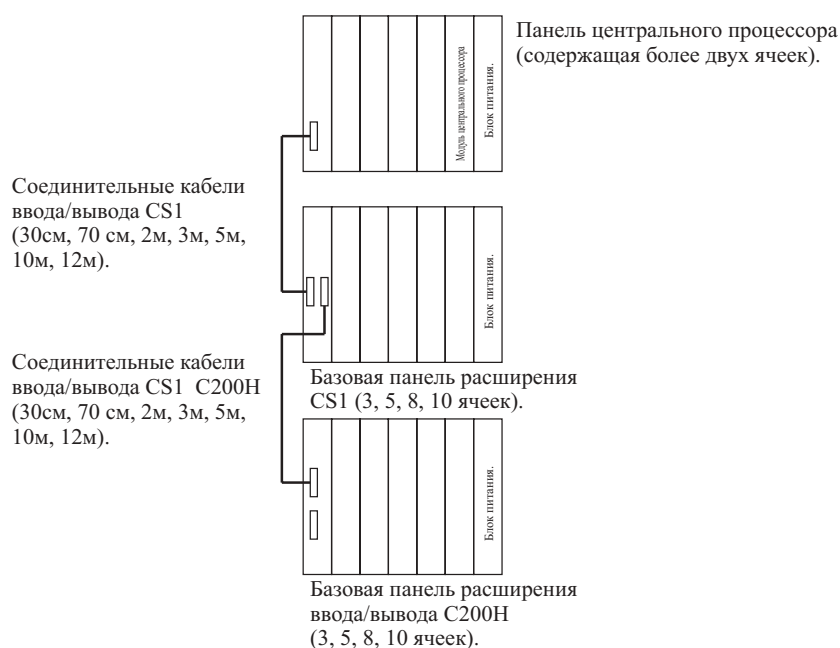 Панель центрального процессора
(содержащая более двух ячеек).
Модуль центрального процессора
Блок питания.
Соединительные кабели
ввода/вывода CS1
(30см, 70 см, 2м, 3м, 5м,
10м, 12м).
Блок питания.
Соединительные кабели
ввода/вывода CS1 C200H
(30см, 70 см, 2м, 3м, 5м,
10м, 12м).
Базовая панель расширения
CS1 (3, 5, 8, 10 ячеек).
Блок питания.
Базовая панель расширения
ввода/вывода C200H
(3, 5, 8, 10 ячеек).